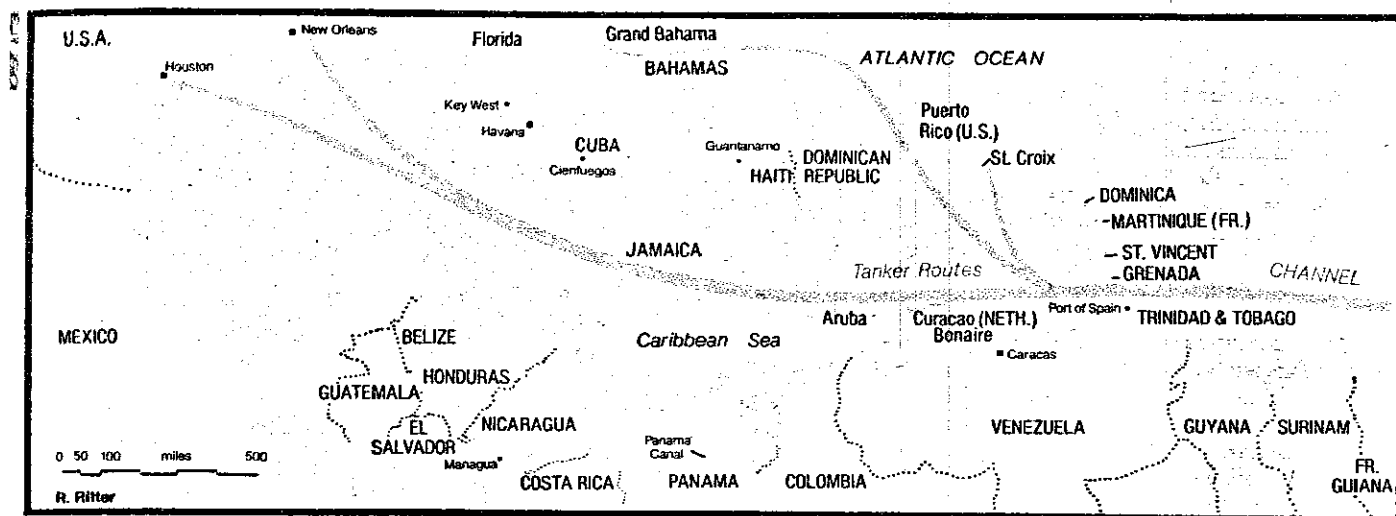 U.S.A.
New Orleans
Florida
Grand Bahama
BAHAMAS
ATLANTIC OCEAN
Houston
Key West
Havana
CUBA
Cienfuegos
Guantanamo
HAITI
DOMINICAN
REPUBLIC
Puerto
Rico (U.S.)
St. Croix
DOMINICA
MARTINIQUE (FR.)
ST. VINCENT
GRENADA
JAMAICA
Tanker Routes
CHANNEL
MEXICO
BELIZE
Caribbean Sea
Aruba
Curacao (NETH.)
Bonaire
Port of Spain
TRINIDAD & TOBAGO
Caracas
GUATEMALA
HONDURAS
EL
SALVADOR
NICARAGUA
Managua
COSTA RICA
Panama
Canal
PANAMA
COLOMBIA
VENEZUELA
GUYANA
SURINAM
FR.
GUIANA
0 50 100 miles 500
R. Ritter